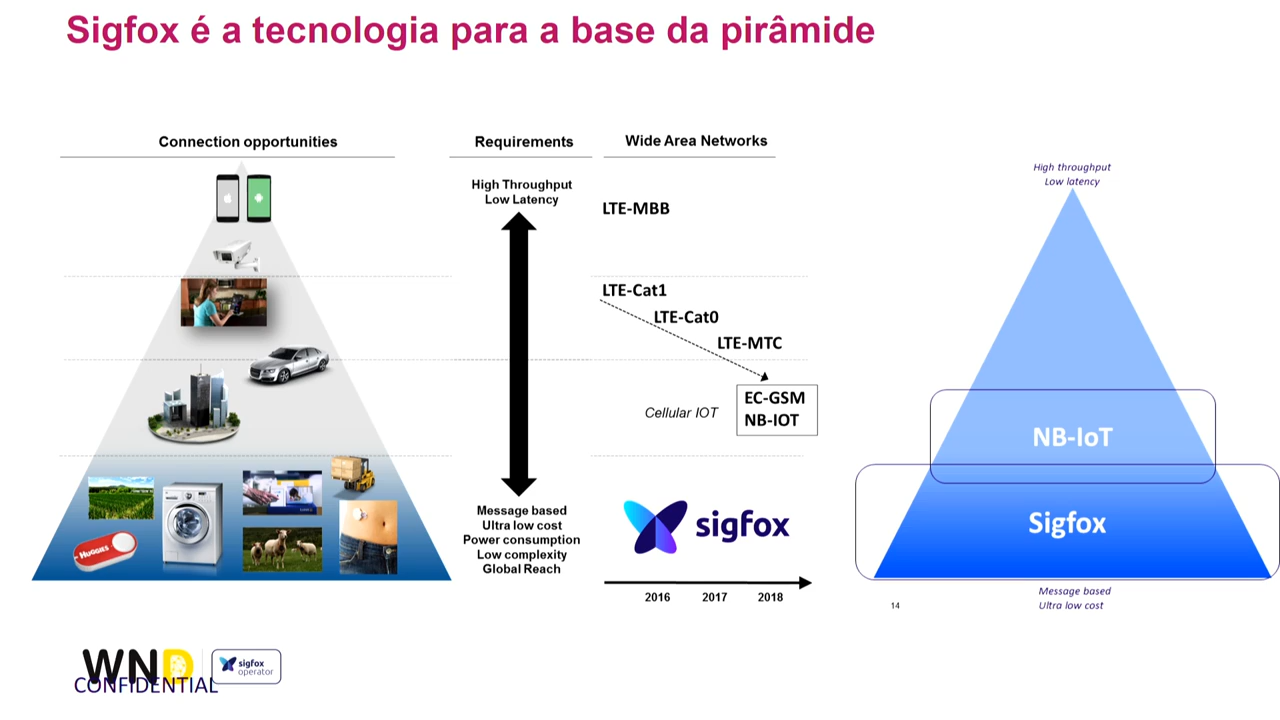 Sigfox é a tecnologia para a base da pirâmide
Connection opportunities
Requirements
Wide Area Networks
High Throughput
Low Latency
LTE-MBB
LTE-Cat1
LTE-Cat0
LTE-MTC
Cellular IOT
EC-GSM
NB-IOT
HUGGIES
Message based
Ultra low cost
Power consumption
Low complexity
Global Reach
sigfox
2016
2017
2018
High throughput
Low latency
NB-IoT
Sigfox
Message based
Ultra low cost
14
WND
sigfox
operator
CONFIDENTIAL